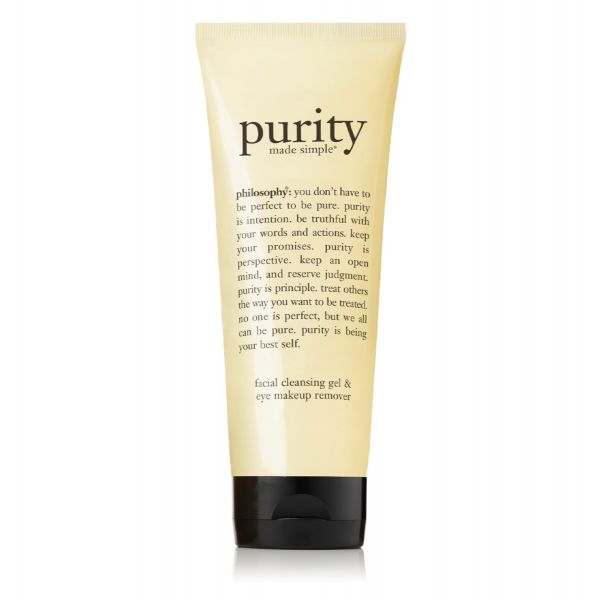 purity
made simple®
philosophy®: you don't have to
be perfect to be pure. purity
is intention. be truthful with
your words and actions. keep
your promises. purity is
perspective. keep an open
mind, and reserve judgment.
purity is principle. treat others
the way you want to be treated.
no one is perfect, but we all
can be pure. purity is being
your best self.
facial cleansing gel &
eye makeup remover